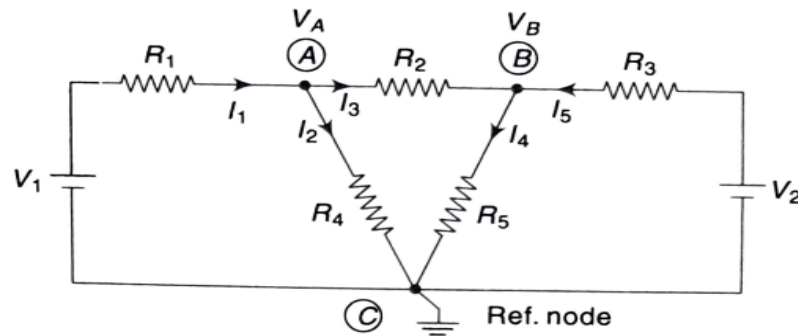 V_A V_B
R_1 A R_2 B R_3
I_1 I_3 I_5
I_2 I_4
V_1 V_2
R_4 R_5
C Ref. node